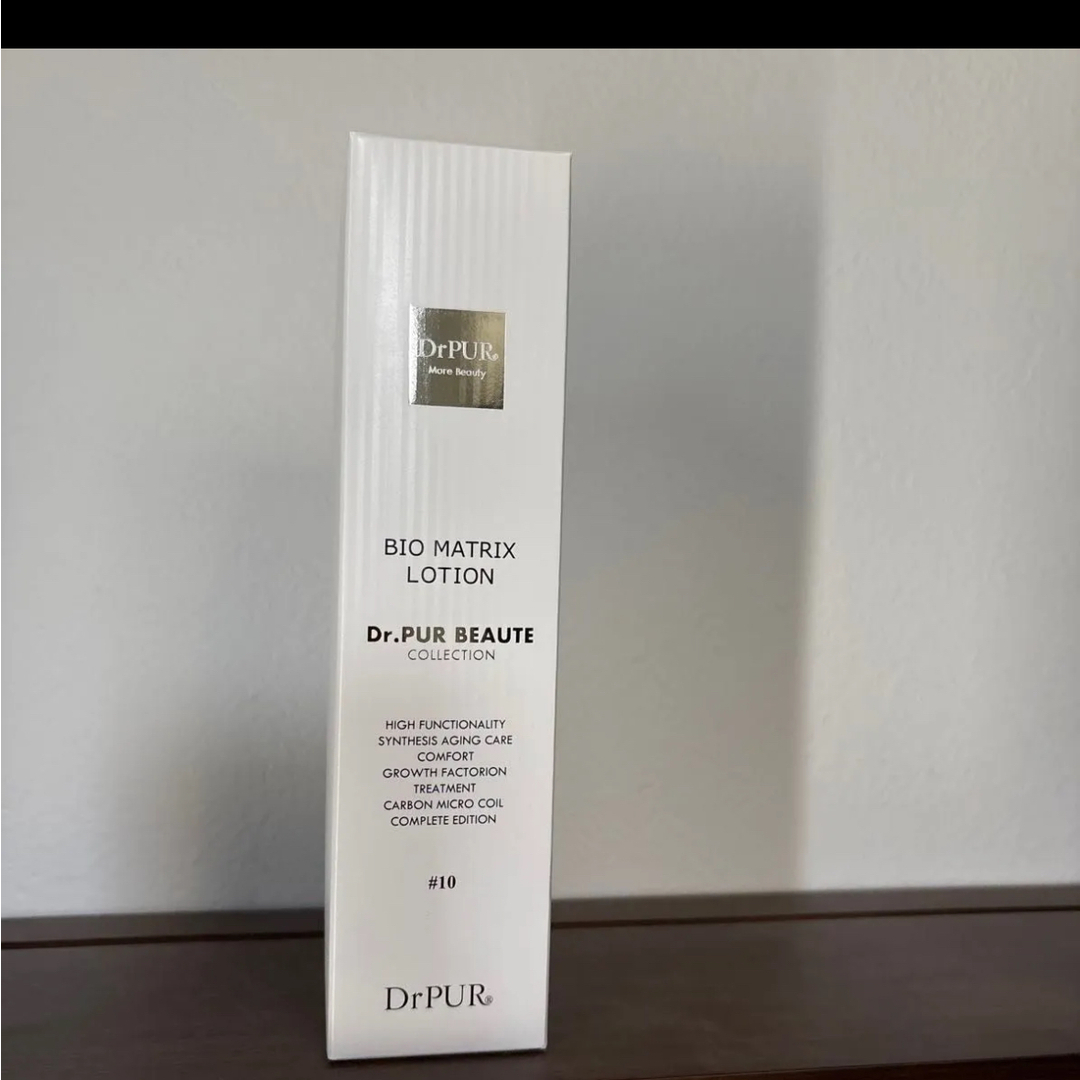 DrPUR®
More Beauty
BIO MATRIX
LOTION
Dr.PUR BEAUTE
COLLECTION
HIGH FUNCTIONALITY
SYNTHESIS AGING CARE
COMFORT
GROWTH FACTORION
TREATMENT
CARBON MICRO COIL
COMPLETE EDITION
#10
DrPUR®